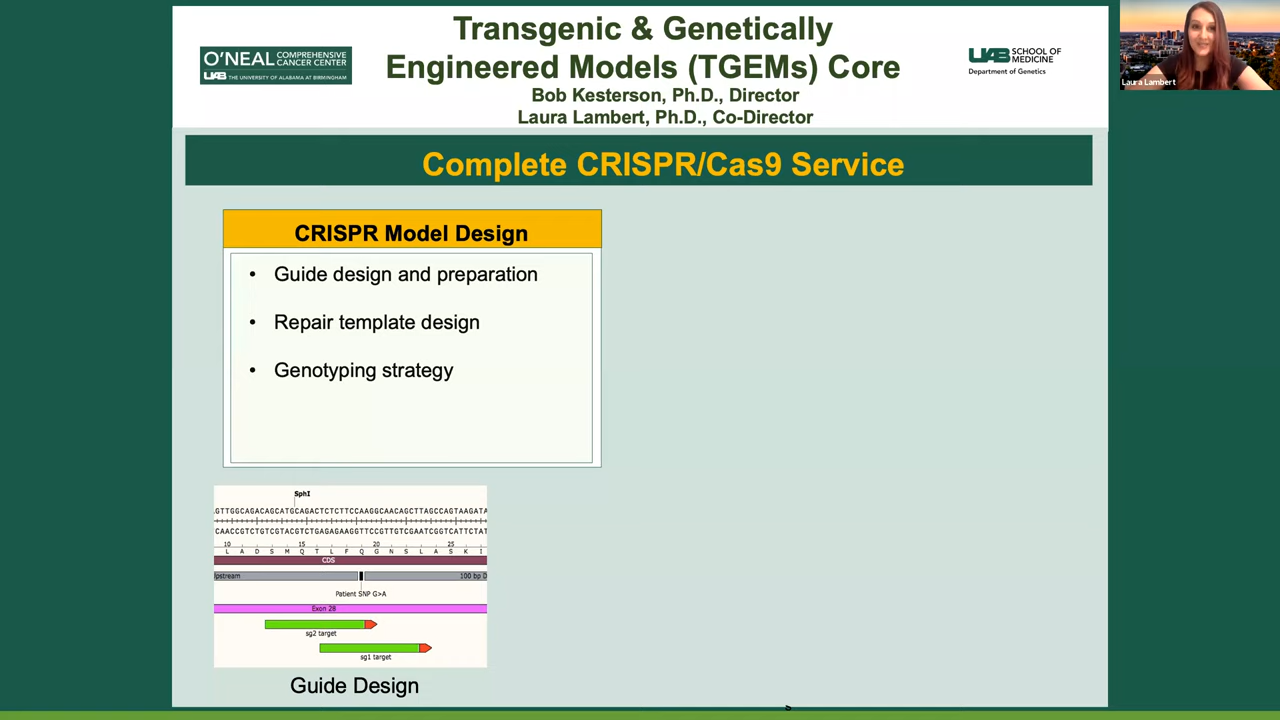 Transgenic & Genetically
Engineered Models (TGEMs) Core
Bob Kesterson, Ph.D., Director
Laura Lambert, Ph.D., Co-Director
O'NEAL COMPREHENSIVE
CANCER CENTER
UAB THE UNIVERSITY OF ALABAMA AT BIRMINGHAM
UAB SCHOOL OF
MEDICINE
Department of Genetics
Laura Lambert
Complete CRISPR/Cas9 Service
CRISPR Model Design
• Guide design and preparation
• Repair template design
• Genotyping strategy
SphI
GTTGGCAGACAGCATGCAGACTCTCTTCCAAGGCAACAGCTTAGCCAGTAAGATA
CAACCGTCTGTCGTACGTCTGAGAGAAGGTTCCGTTGTCGAATCGGTCATTCTAT
10 15 20 25
L A D S M Q T L F Q G N S L A S K I
CDS
Upstream 100 bp D
Patient SNP G>A
Exon 28
sg2 target
sg1 target
Guide Design
s